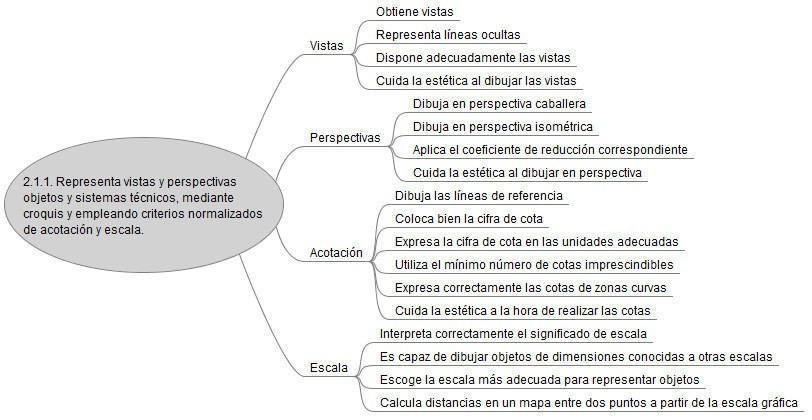 2.1.1. Representa vistas y perspectivas
objetos y sistemas técnicos, mediante
croquis y empleando criterios normalizados
de acotación y escala.
Vistas
Obtiene vistas
Representa líneas ocultas
Dispone adecuadamente las vistas
Cuida la estética al dibujar las vistas
Perspectivas
Dibuja en perspectiva caballera
Dibuja en perspectiva isométrica
Aplica el coeficiente de reducción correspondiente
Cuida la estética al dibujar en perspectiva
Acotación
Dibuja las líneas de referencia
Coloca bien la cifra de cota
Expresa la cifra de cota en las unidades adecuadas
Utiliza el mínimo número de cotas imprescindibles
Expresa correctamente las cotas de zonas curvas
Cuida la estética a la hora de realizar las cotas
Escala
Interpreta correctamente el significado de escala
Es capaz de dibujar objetos de dimensiones conocidas a otras escalas
Escoge la escala más adecuada para representar objetos
Calcula distancias en un mapa entre dos puntos a partir de la escala gráfica